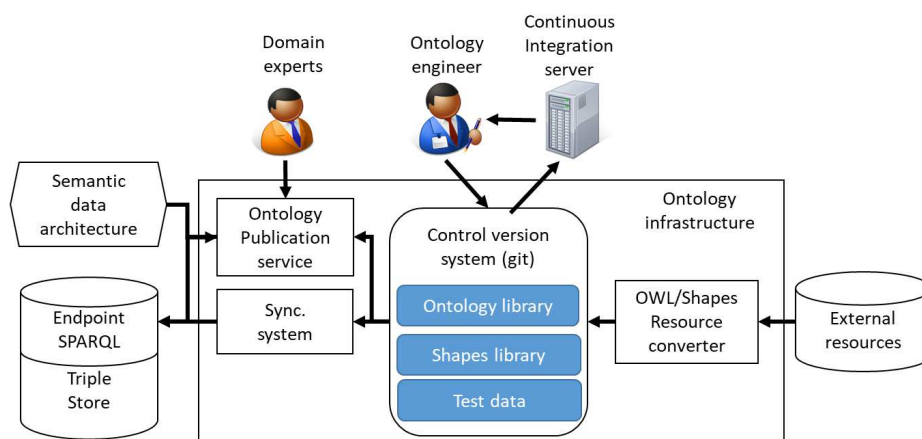 Domain
experts
Ontology
engineer
Continuous
Integration
server
Semantic
data
architecture
Ontology
Publication
service
Ontology
infrastructure
Control version
system (git)
Ontology library
Shapes library
Test data
Sync.
system
Endpoint
SPARQL
Triple
Store
OWL/Shapes
Resource
converter
External
resources